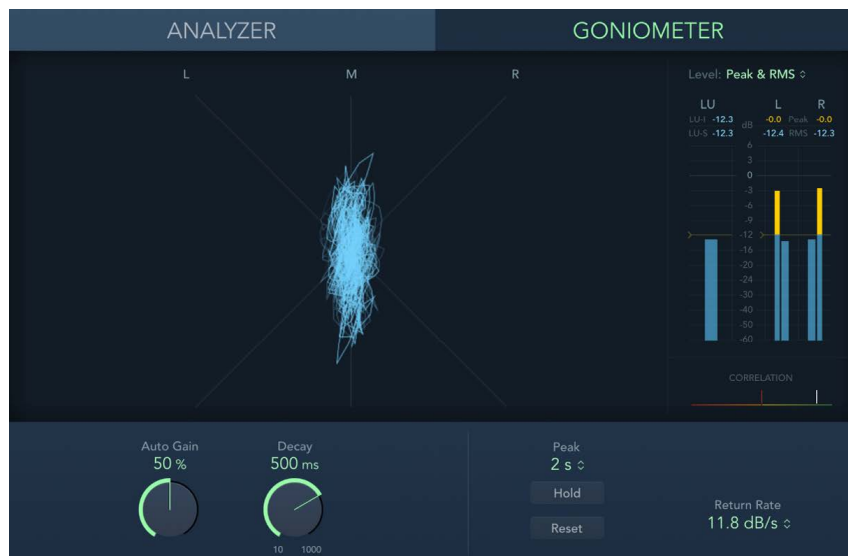 ANALYZER
GONIOMETER
L M R
Level: Peak & RMS
LU L R
LU-I -12.3 dB -0.0 Peak -0.0
LU-S -12.3 -12.4 RMS -12.3
6
3
0
-3
-6
-9
-12
-16
-20
-24
-30
-40
-50
-60
CORRELATION
Auto Gain
50 %
Decay
500 ms
10 1000
Peak
2 s
Hold
Reset
Return Rate
11.8 dB/s